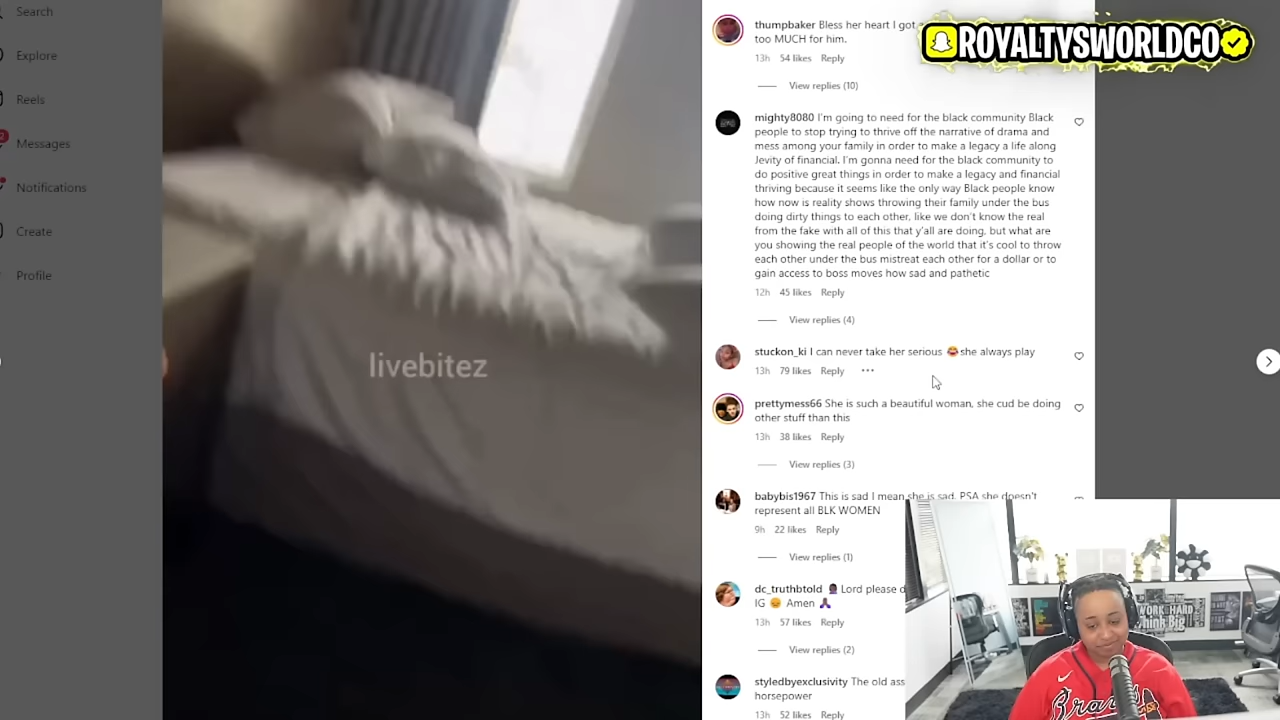 Search
Explore
Reels
Messages
Notifications
Create
Profile
livebitez
ROYALTYSWORLDCO
thumpbaker Bless her heart I got
too MUCH for him.
13h 54 likes Reply
View replies (10)
mighty8080 I'm going to need for the black community Black
people to stop trying to thrive off the narrative of drama and
mess among your family in order to make a legacy a life along
Jevity of financial. I'm gonna need for the black community to
do positive great things in order to make a legacy and financial
thriving because it seems like the only way Black people know
how now is reality shows throwing their family under the bus
doing dirty things to each other, like we don't know the real
from the fake with all of this that y'all are doing, but what are
you showing the real people of the world that it's cool to throw
each other under the bus mistreat each other for a dollar or to
gain access to boss moves how sad and pathetic
12h 45 likes Reply
View replies (4)
stuckon_ki I can never take her serious 😂she always play
13h 79 likes Reply
prettymess66 She is such a beautiful woman, she cud be doing
other stuff than this
13h 38 likes Reply
View replies (3)
babybis1967 This is sad I mean she is sad. PSA she doesn't
represent all BLK WOMEN
9h 22 likes Reply
View replies (1)
dc_truthbtold Lord please
IG Amen
13h 57 likes Reply
View replies (2)
styledbyexclusivity The old ass
horsepower
13h 52 likes Reply
WORK HARD
Think Big
Braves